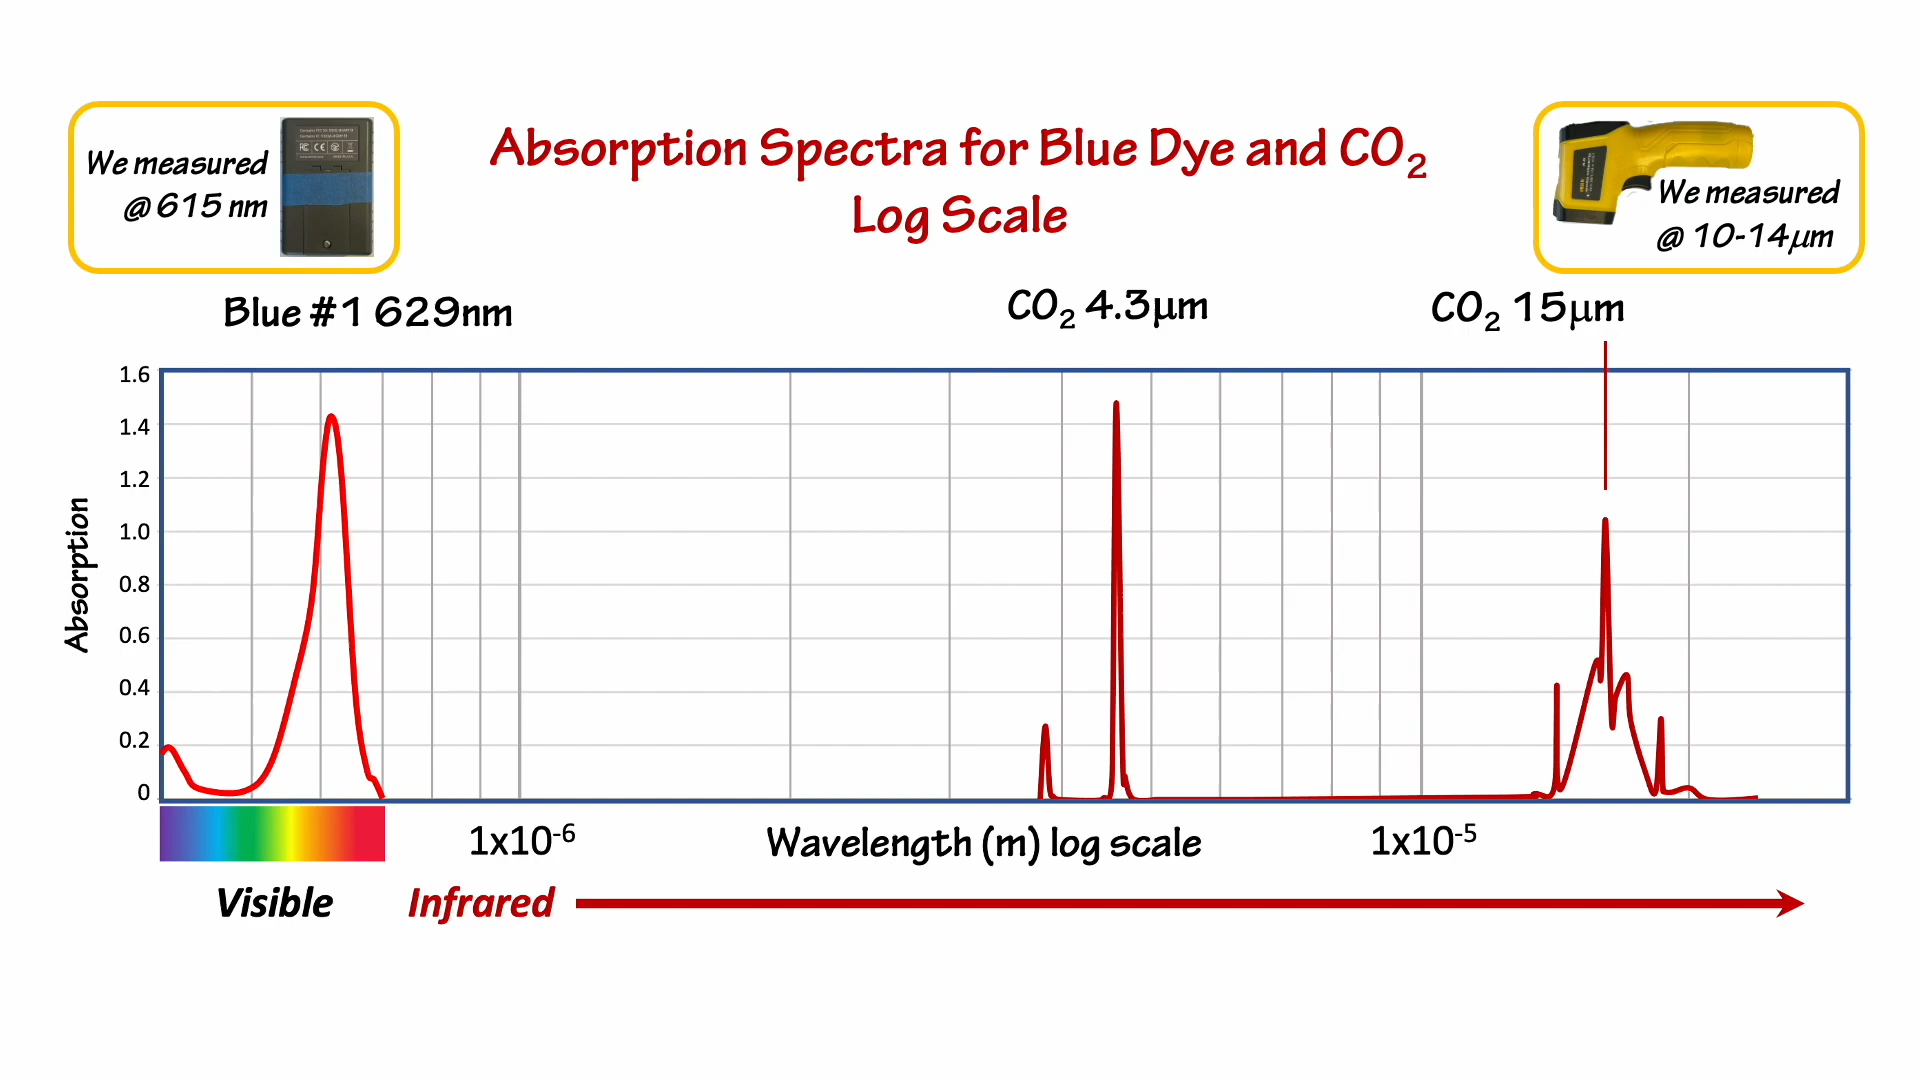 Absorption Spectra for Blue Dye and CO₂
Log Scale
We measured
@ 615 nm
We measured
@ 10-14μm
Blue #1 629nm
CO₂ 4.3μm
CO₂ 15μm
1.6
1.4
1.2
1.0
0.8
0.6
0.4
0.2
0
Absorption
1x10⁻⁶
Wavelength (m) log scale
1x10⁻⁵
Visible
Infrared